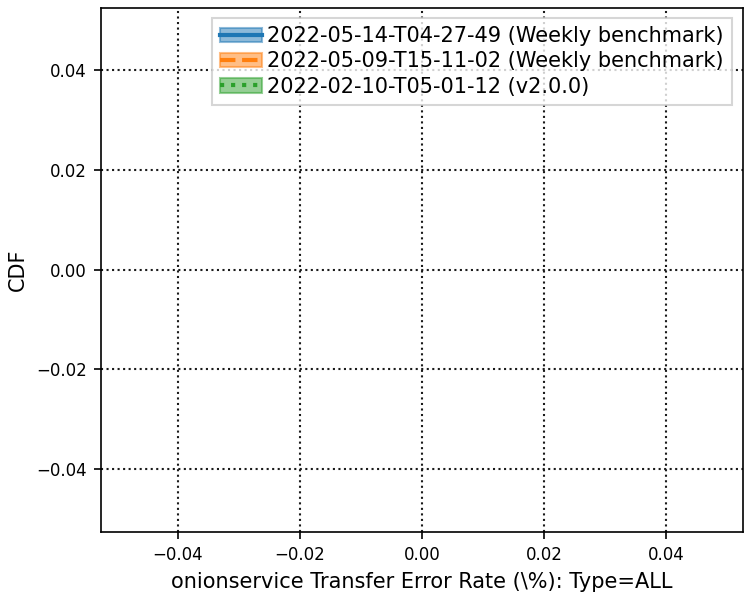 2022-05-14-T04-27-49 (Weekly benchmark)
2022-05-09-T15-11-02 (Weekly benchmark)
2022-02-10-T05-01-12 (v2.0.0)
0.04
0.02
0.00
−0.02
−0.04
CDF
−0.04
−0.02
0.00
0.02
0.04
onionservice Transfer Error Rate (\%): Type=ALL